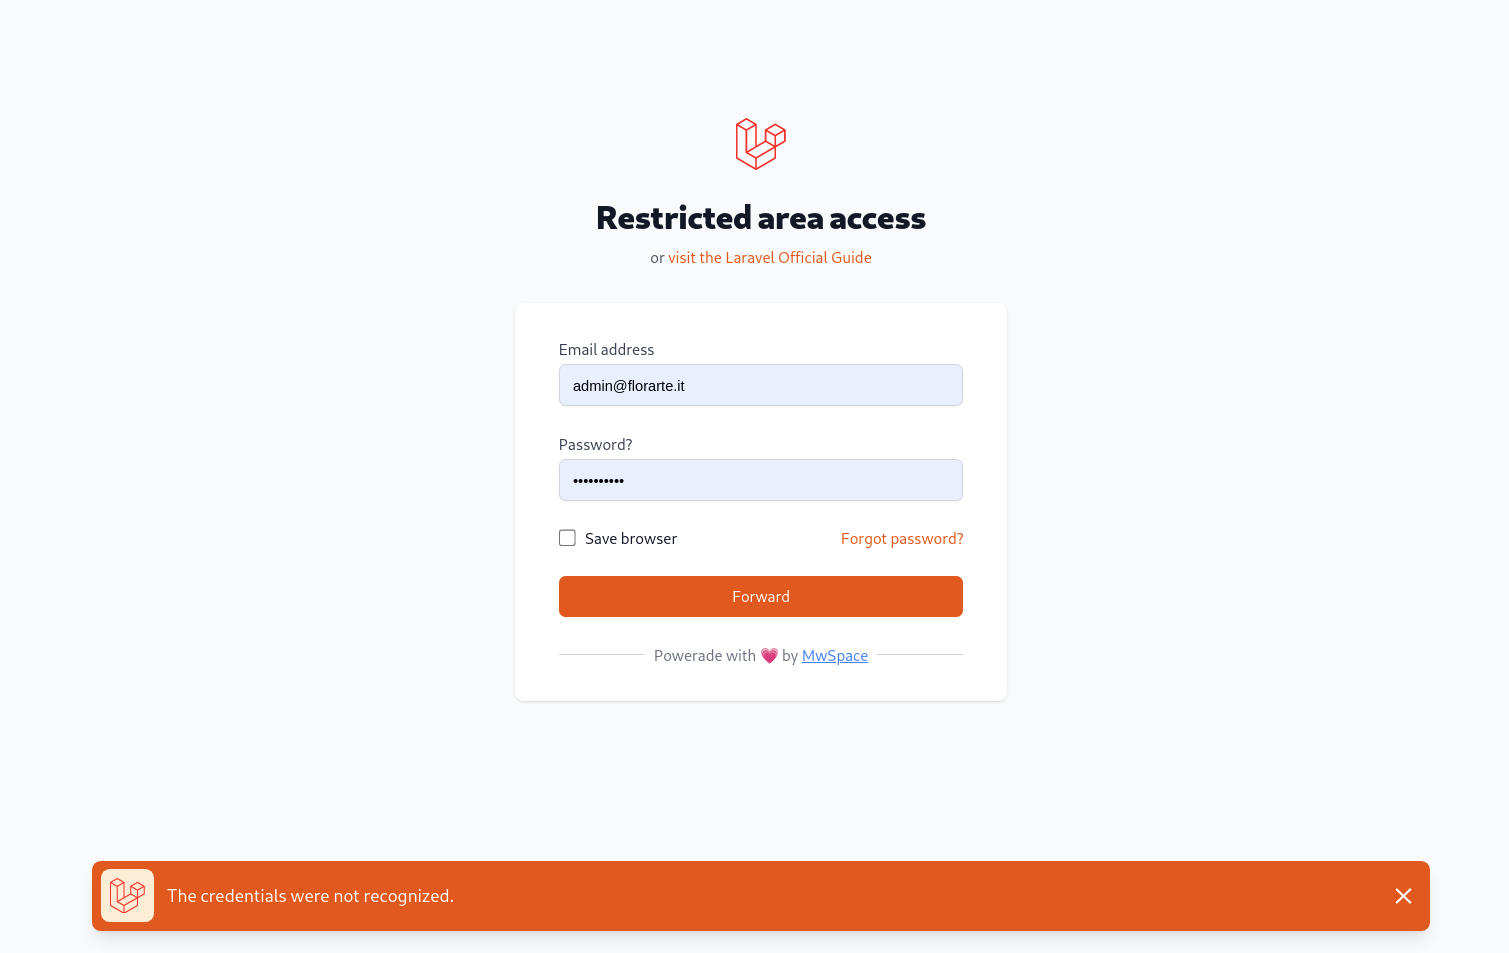 Restricted area access
or visit the Laravel Official Guide
Email address
admin@florarte.it
Password?
••••••••••
Save browser
Forgot password?
Forward
Powerade with 💗 by MwSpace
The credentials were not recognized.